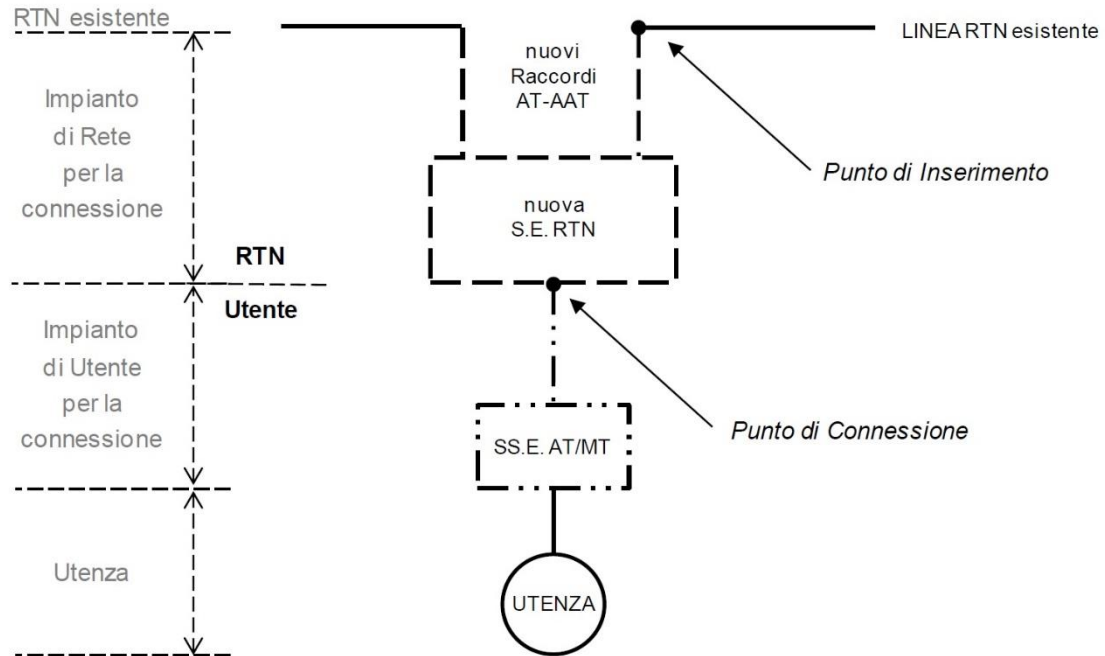 RTN esistente
LINEA RTN esistente
nuovi
Raccordi
AT-AAT
Impianto
di Rete
per la
connessione
Punto di Inserimento
nuova
S.E. RTN
RTN
Utente
Impianto
di Utente
per la
connessione
Punto di Connessione
SS.E. AT/MT
Utenza
UTENZA